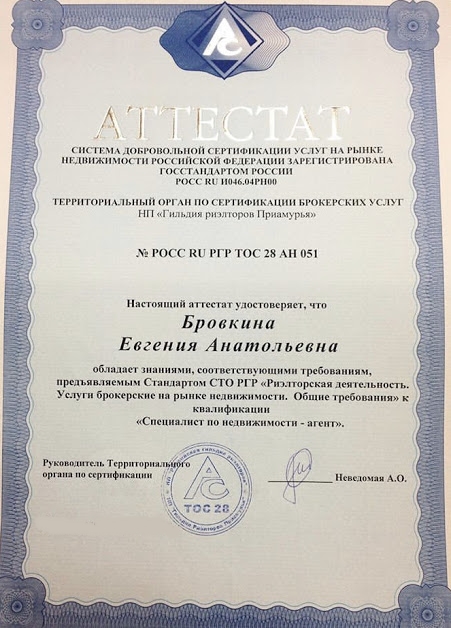 АТТЕСТАТ
СИСТЕМА ДОБРОВОЛЬНОЙ СЕРТИФИКАЦИИ УСЛУГ НА РЫНКЕ
НЕДВИЖИМОСТИ РОССИЙСКОЙ ФЕДЕРАЦИИ ЗАРЕГИСТРИРОВАНА
ГОССТАНДАРТОМ РОССИИ
РОСС RU И046.04РН00
ТЕРРИТОРИАЛЬНЫЙ ОРГАН ПО СЕРТИФИКАЦИИ БРОКЕРСКИХ УСЛУГ
НП «Гильдия риэлторов Приамурья»
№ РОСС RU РГР ТОС 28 АН 051
Настоящий аттестат удостоверяет, что
Бровкина
Евгения Анатольевна
обладает знаниями, соответствующими требованиям,
предъявляемым Стандартом СТО РГР «Риэлторская деятельность.
Услуги брокерские на рынке недвижимости. Общие требования» к
квалификации
«Специалист по недвижимости - агент».
Руководитель Территориального
органа по сертификации
Неведомая А.О.
ТОС 28